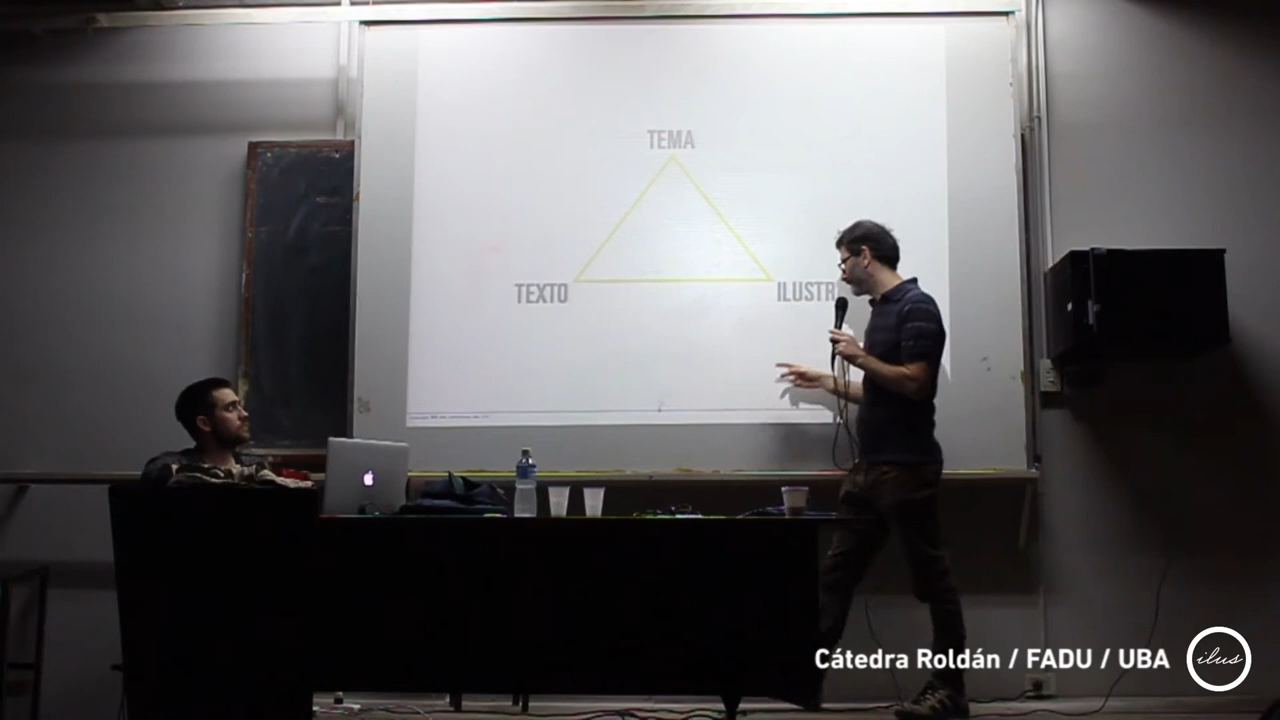 TEMA
TEXTO
ILUSTR
Cátedra Roldán / FADU / UBA
ilus